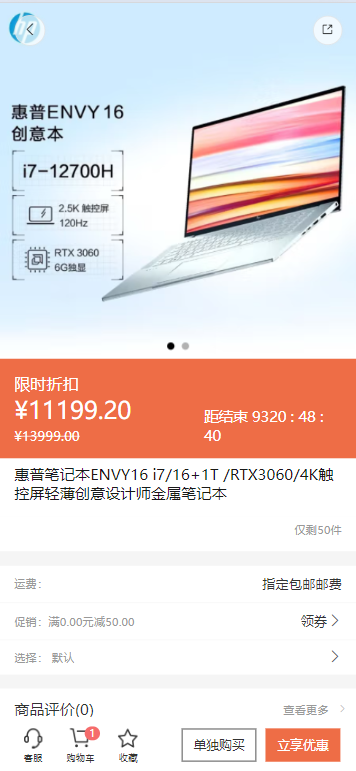 hp
惠普ENVY 16
创意本
i7-12700H
2.5K 触控屏
120Hz
RTX 3060
6G独显
限时折扣
¥11199.20
¥13999.00
距结束 9320 : 48 :
40
惠普笔记本ENVY16 i7/16+1T /RTX3060/4K触
控屏轻薄创意设计师金属笔记本
仅剩50件
运费：
指定包邮邮费
促销：满0.00元减50.00
领券
选择： 默认
商品评价(0)
查看更多
客服
购物车
1
收藏
单独购买
立享优惠